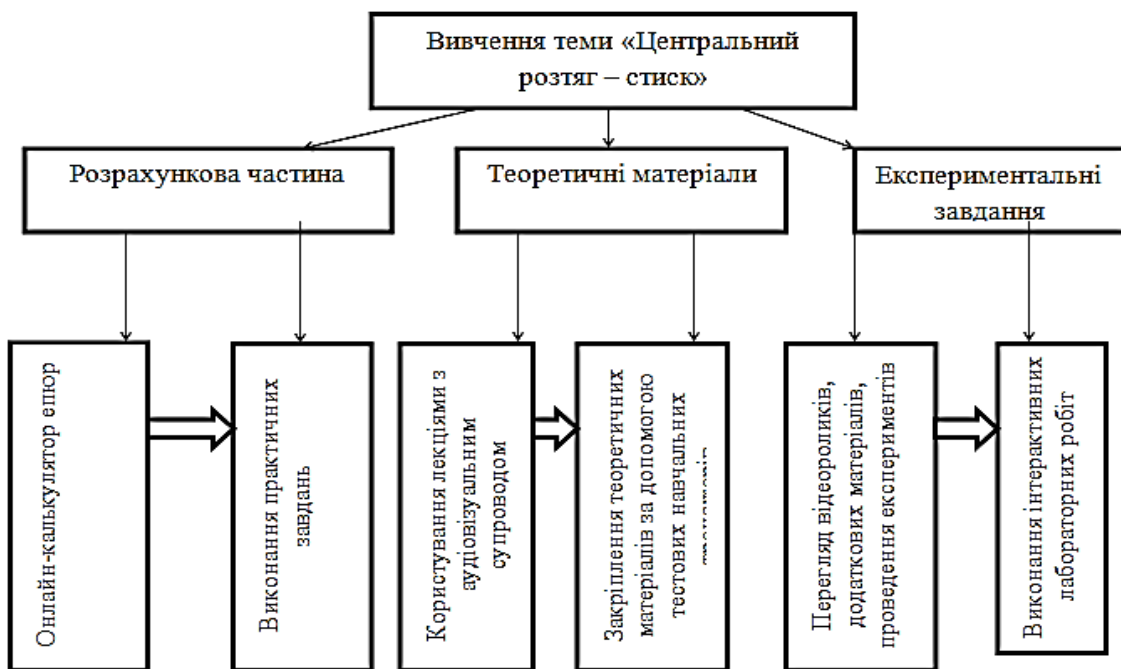 Вивчення теми «Центральний
розтяг – стиск»
Розрахункова частина
Теоретичні матеріали
Експериментальні
завдання
Онлайн-калькулятор епюр
Виконання практичних
завдань
Користування лекціями з
аудіовізуальним
супроводом
Закріплення теоретичних
матеріалів за допомогою
тестових навчальних
Перегляд відеороликів,
додаткових матеріалів,
проведення експериментів
Виконання інтерактивних
лабораторних робіт